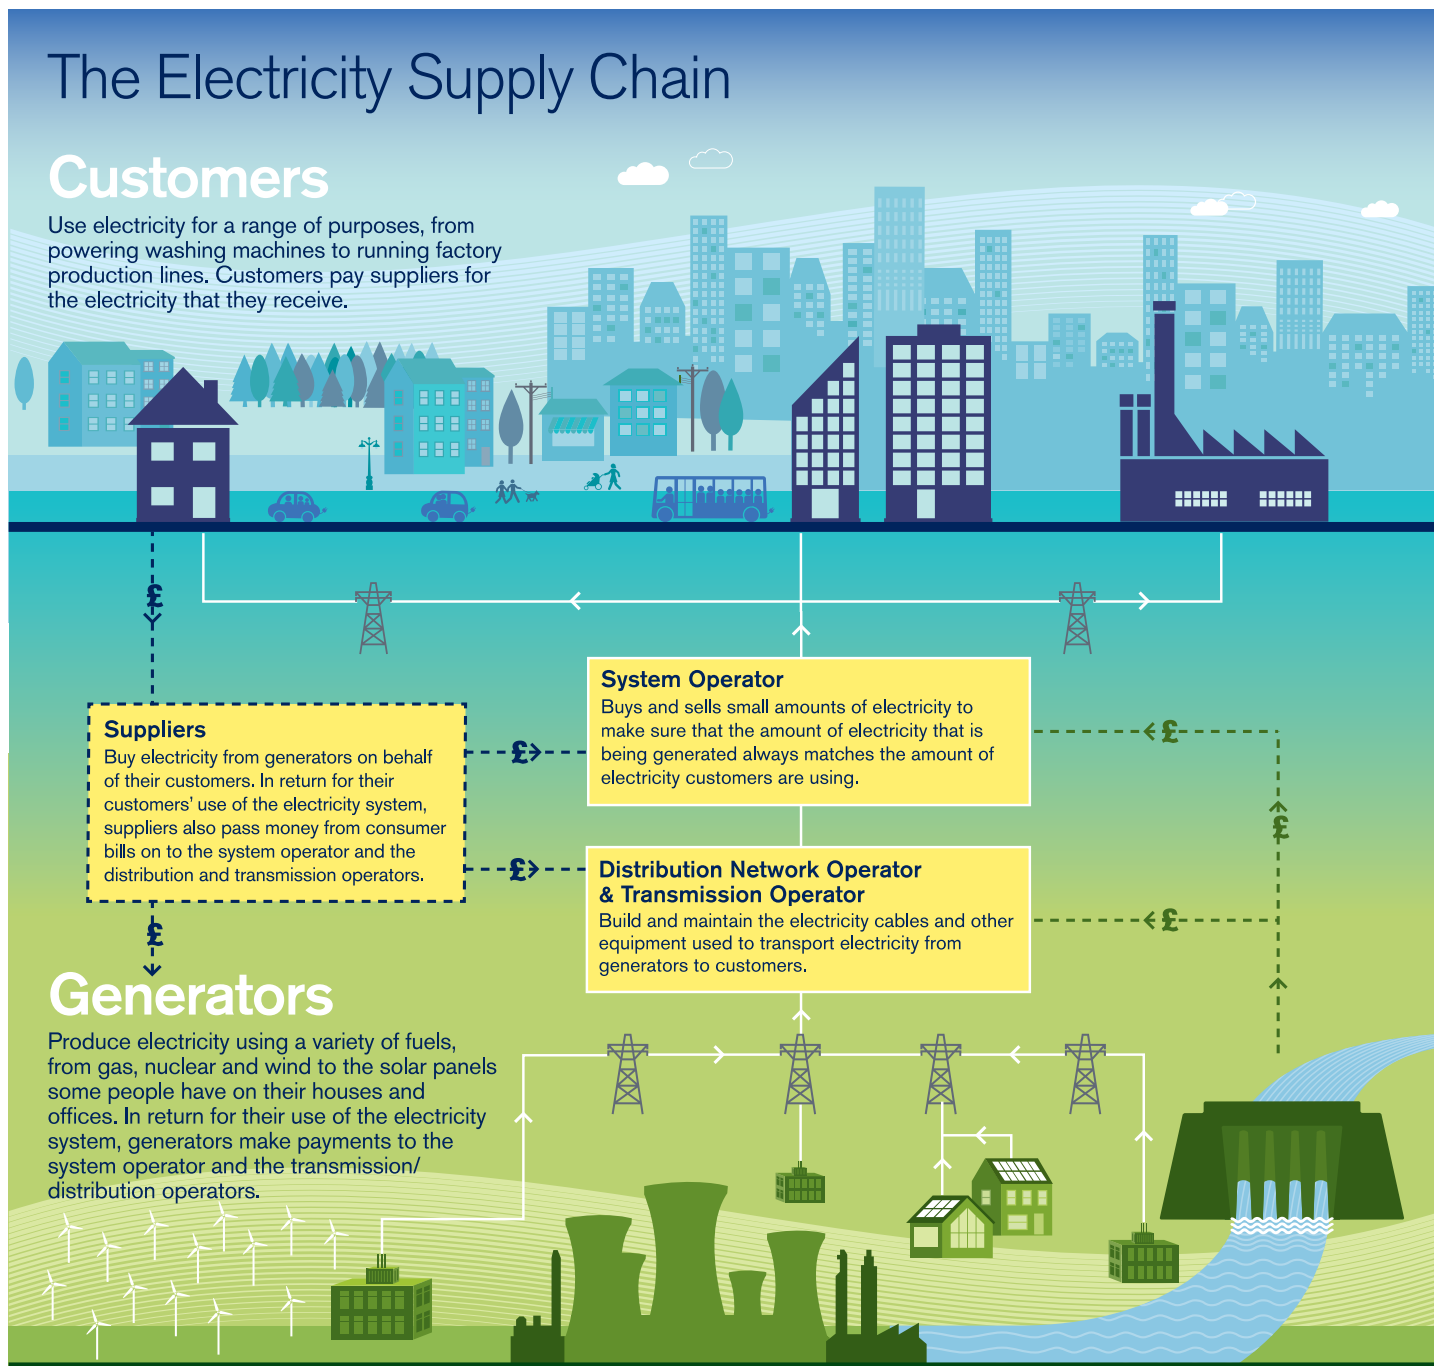 The Electricity Supply Chain
Customers
Use electricity for a range of purposes, from
powering washing machines to running factory
production lines. Customers pay suppliers for
the electricity that they receive.
£
System Operator
Buys and sells small amounts of electricity to
make sure that the amount of electricity that is
being generated always matches the amount of
electricity customers are using.
Suppliers
Buy electricity from generators on behalf
of their customers. In return for their
customers' use of the electricity system,
suppliers also pass money from consumer
bills on to the system operator and the
distribution and transmission operators.
£
£
£
£
Distribution Network Operator
& Transmission Operator
Build and maintain the electricity cables and other
equipment used to transport electricity from
generators to customers.
£
£
Generators
Produce electricity using a variety of fuels,
from gas, nuclear and wind to the solar panels
some people have on their houses and
offices. In return for their use of the electricity
system, generators make payments to the
system operator and the transmission/
distribution operators.